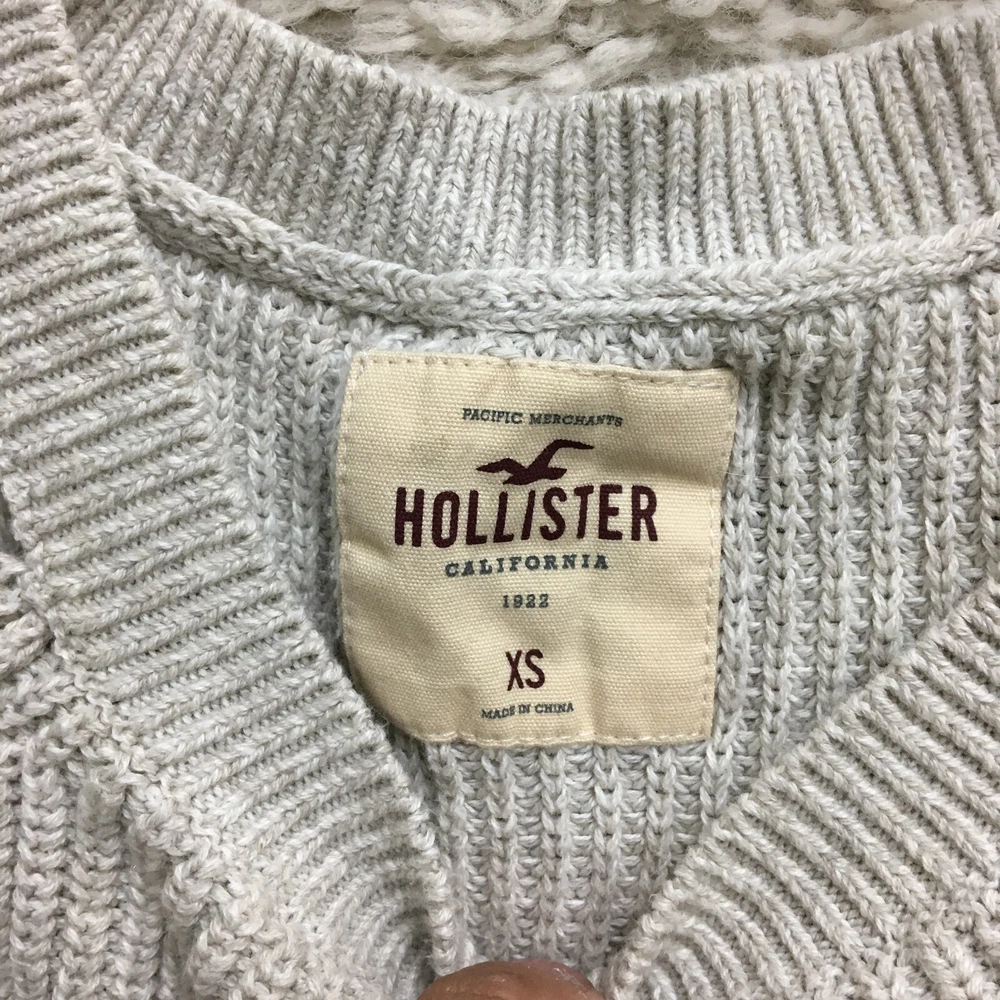 PACIFIC MERCHANTS
HOLLISTER
CALIFORNIA
1922
XS
MADE IN CHINA